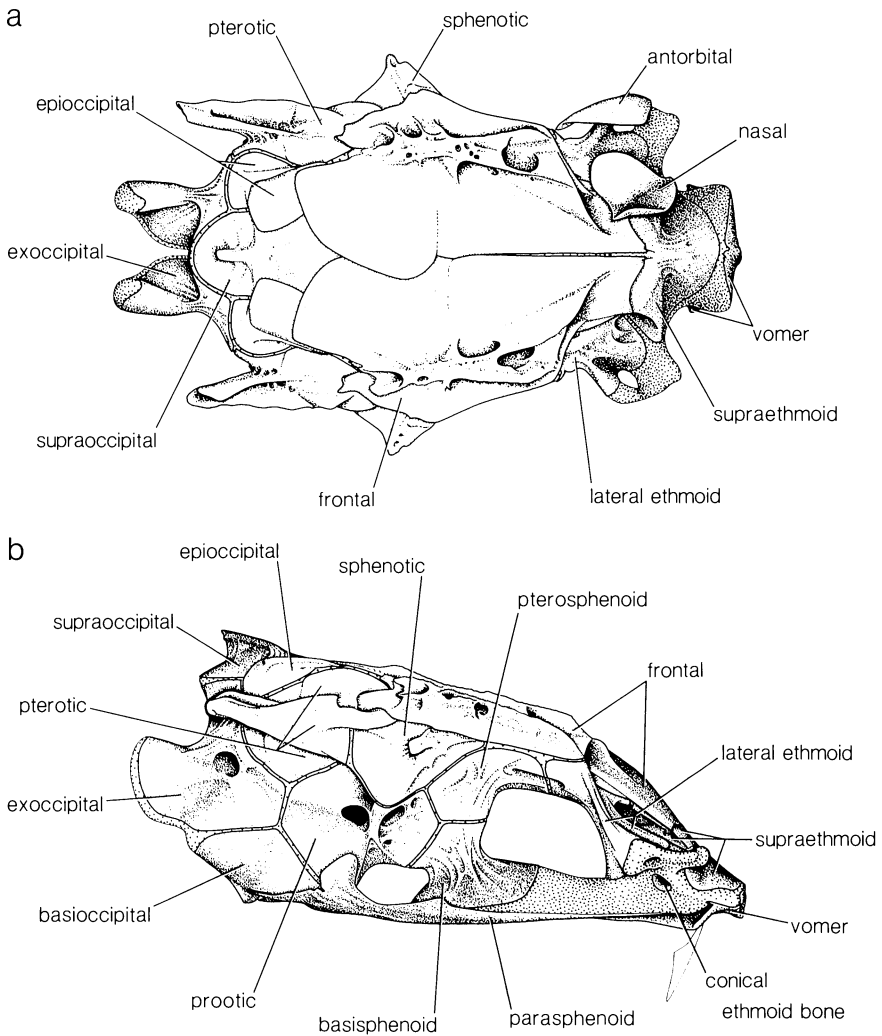 a
pterotic
sphenotic
antorbital
epioccipital
nasal
exoccipital
vomer
supraethmoid
supraoccipital
lateral ethmoid
frontal
b
epioccipital
sphenotic
pterosphenoid
supraoccipital
frontal
pterotic
lateral ethmoid
exoccipital
supraethmoid
basioccipital
vomer
conical
ethmoid bone
prootic
parasphenoid
basisphenoid